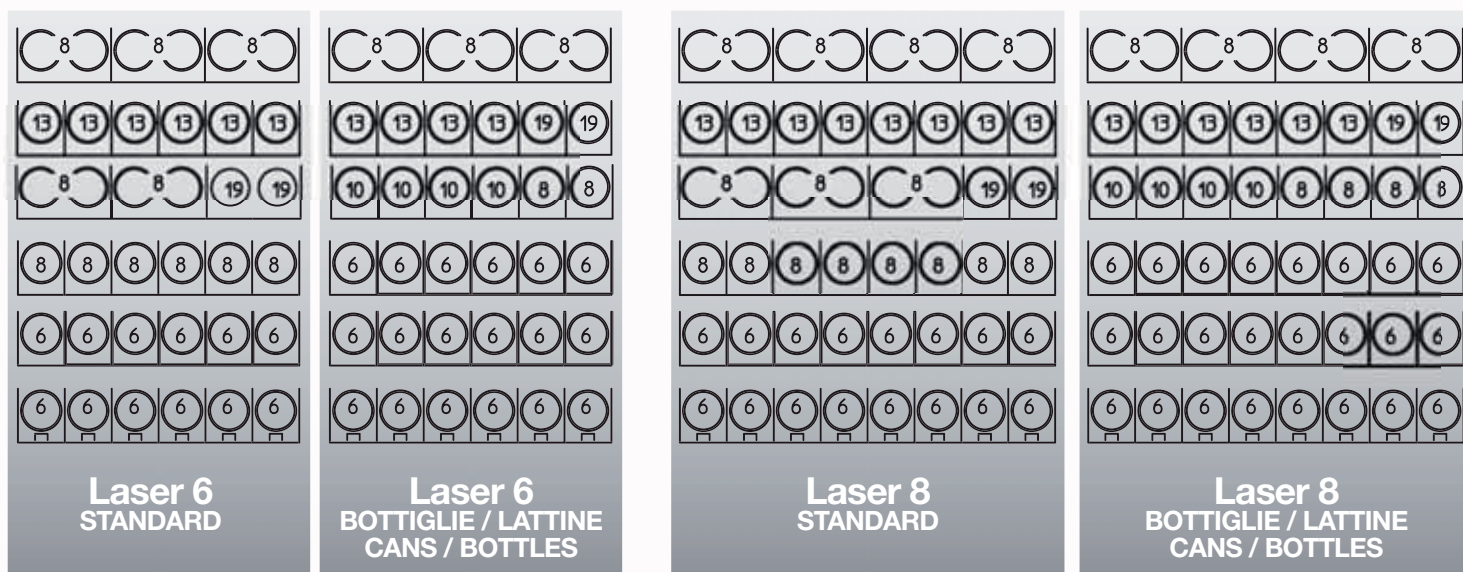 8 8 8
13 13 13 13 13 13
8 8 19 19
8 8 8 8 8 8
6 6 6 6 6 6
6 6 6 6 6 6
Laser 6
STANDARD
8 8 8
13 13 13 13 19 19
10 10 10 10 8 8
6 6 6 6 6 6
6 6 6 6 6 6
6 6 6 6 6 6
Laser 6
BOTTIGLIE / LATTINE
CANS / BOTTLES
8 8 8 8
13 13 13 13 13 13 13 13
8 8 8 19 19
8 8 8 8 8 8 8 8
6 6 6 6 6 6 6 6
6 6 6 6 6 6 6 6
Laser 8
STANDARD
8 8 8 8
13 13 13 13 13 13 19 19
10 10 10 10 8 8 8 8
6 6 6 6 6 6 6 6
6 6 6 6 6 6 6 6
6 6 6 6 6 6 6 6
Laser 8
BOTTIGLIE / LATTINE
CANS / BOTTLES